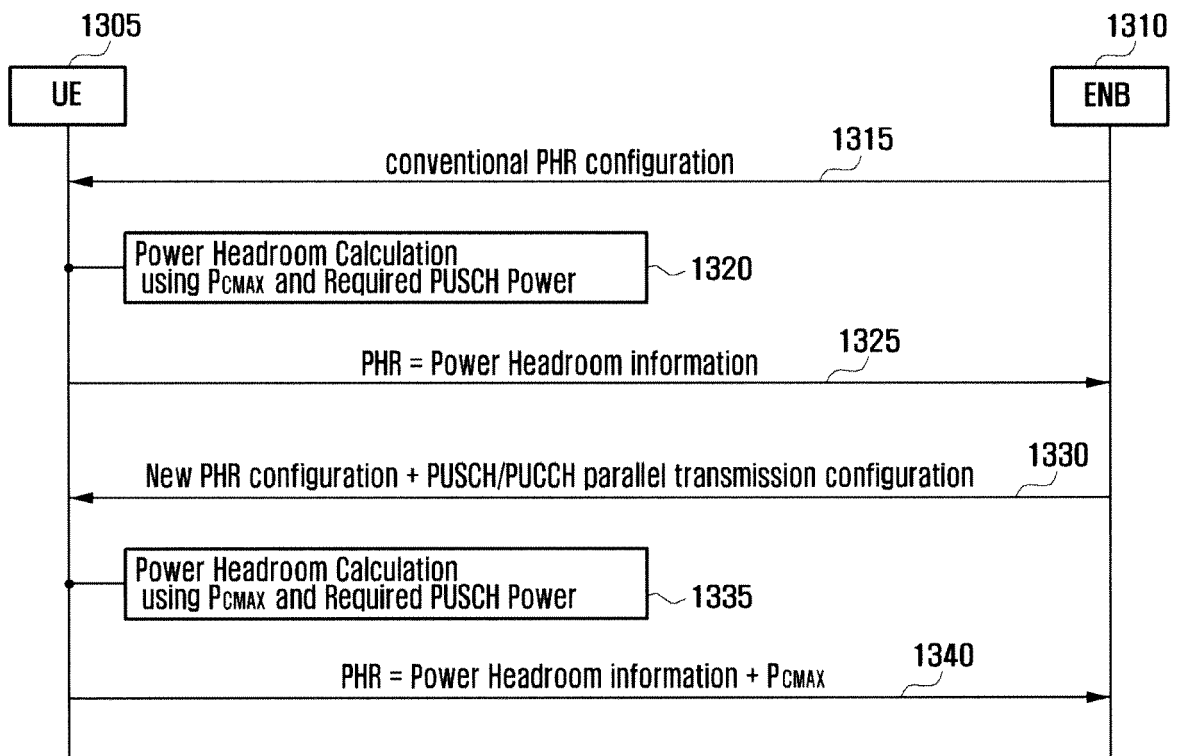 1305
1310
UE
ENB
1315
conventional PHR configuration
Power Headroom Calculation
using PCMAX and Required PUSCH Power
1320
1325
PHR = Power Headroom information
1330
New PHR configuration + PUSCH/PUCCH parallel transmission configuration
Power Headroom Calculation
using PCMAX and Required PUSCH Power
1335
1340
PHR = Power Headroom information + PCMAX